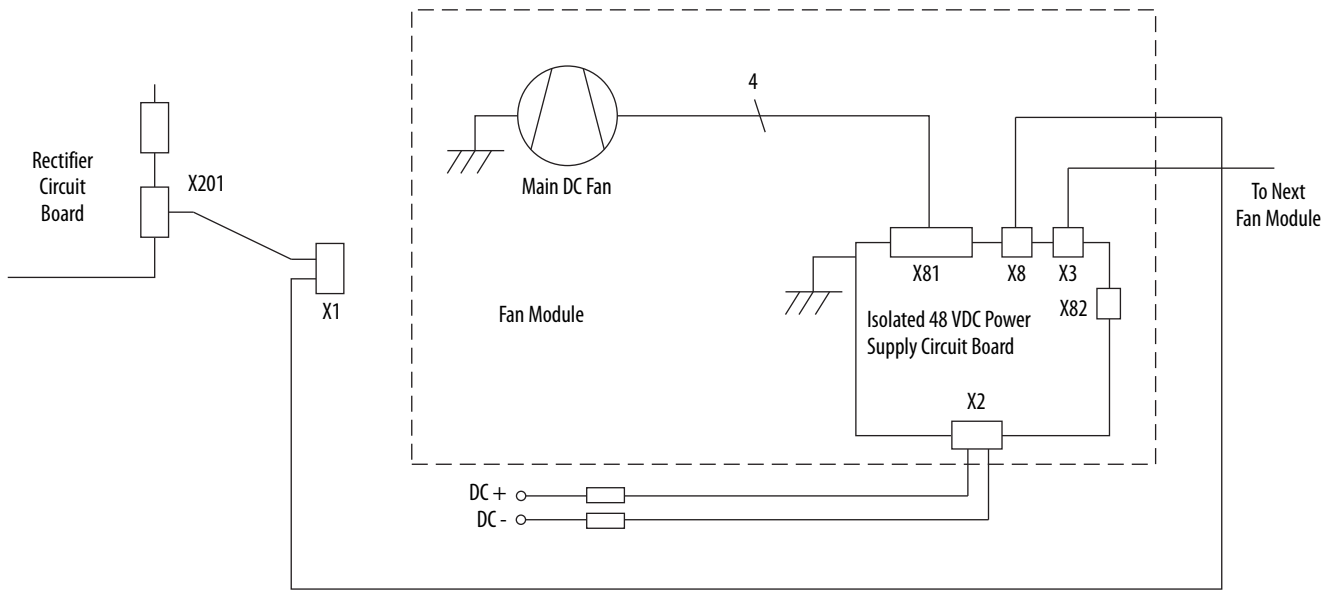 4
Rectifier
Circuit
Board
X201
Main DC Fan
To Next
Fan Module
X81
X8
X3
X1
Fan Module
X82
Isolated 48 VDC Power
Supply Circuit Board
X2
DC +
DC -